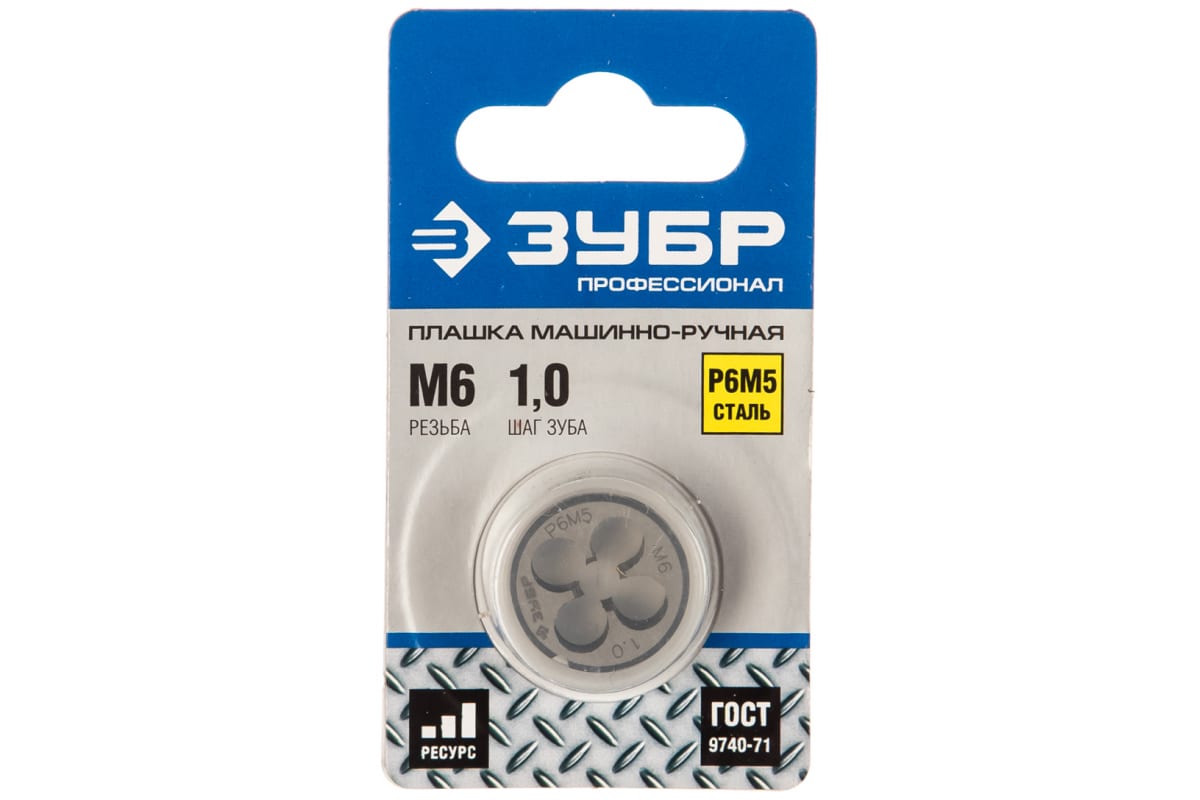 ЗУБР
ПРОФЕССИОНАЛ
ПЛАШКА МАШИННО-РУЧНАЯ
М6 1,0
РЕЗЬБА ШАГ ЗУБА
Р6М5
СТАЛЬ
Р6М5
М6
1.0
ЗУБР
РЕСУРС
ГОСТ
9740-71